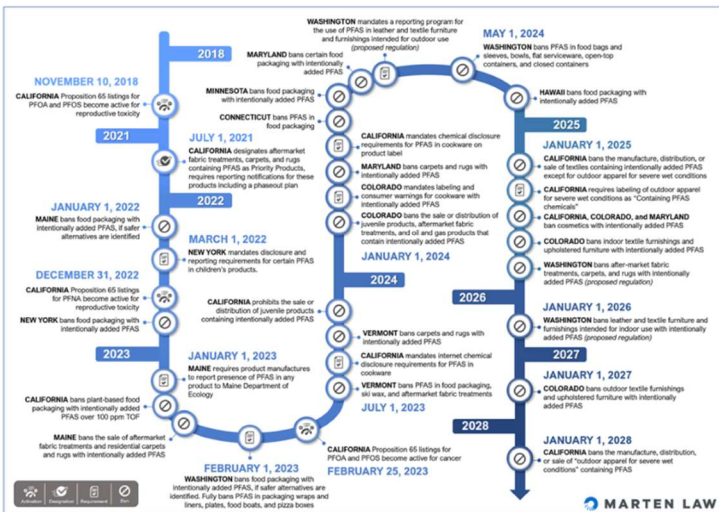 2018
NOVEMBER 10, 2018
CALIFORNIA Proposition 65 listings for
PFOA and PFOS become active for
reproductive toxicity
2021
JULY 1, 2021
CALIFORNIA designates aftermarket
fabric treatments, carpets, and rugs
containing PFAS as Priority Products,
requires reporting notifications for these
products including a phaseout plan
2022
JANUARY 1, 2022
MAINE bans food packaging with
intentionally added PFAS, if safer
alternatives are identified
MARCH 1, 2022
NEW YORK mandates disclosure and
reporting requirements for certain PFAS
in children's products.
DECEMBER 31, 2022
CALIFORNIA Proposition 65 listings
for PFNA become active for
reproductive toxicity
NEW YORK bans food packaging with
intentionally added PFAS
2023
JANUARY 1, 2023
MAINE requires product manufactures
to report presence of PFAS in any
product to Maine Department of
Ecology
CALIFORNIA bans plant-based food
packaging with intentionally added
PFAS over 100 ppm TOF
MAINE bans the sale of aftermarket
fabric treatments and residential carpets
and rugs with intentionally added PFAS
FEBRUARY 1, 2023
WASHINGTON bans food packaging with
intentionally added PFAS, if safer alternatives are
identified. Fully bans PFAS in packaging wraps and
liners, plates, food boats, and pizza boxes
CALIFORNIA Proposition 65 listings for
PFOA and PFOS become active for cancer
FEBRUARY 25, 2023
JULY 1, 2023
VERMONT bans PFAS in food packaging,
ski wax, and aftermarket fabric treatments
CALIFORNIA mandates internet chemical
disclosure requirements for PFAS in
cookware
VERMONT bans carpets and rugs with
intentionally added PFAS
CALIFORNIA prohibits the sale or
distribution of juvenile products
containing intentionally added PFAS
2024
JANUARY 1, 2024
COLORADO bans the sale or distribution of
juvenile products, aftermarket fabric
treatments, and oil and gas products that
contain intentionally added PFAS
COLORADO mandates labeling and
consumer warnings for cookware with
intentionally added PFAS
MARYLAND bans carpets and rugs with
intentionally added PFAS
CALIFORNIA mandates chemical disclosure
requirements for PFAS in cookware on
product label
CONNECTICUT bans PFAS in
food packaging
MINNESOTA bans food packaging
with intentionally added PFAS
MARYLAND bans certain food
packaging with intentionally
added PFAS
WASHINGTON mandates a reporting program for
the use of PFAS in leather and textile furniture
and furnishings intended for outdoor use
(proposed regulation)
MAY 1, 2024
WASHINGTON bans PFAS in food bags and
sleeves, bowls, flat serviceware, open-top
containers, and closed containers
HAWAII bans food packaging with
intentionally added PFAS
2025
JANUARY 1, 2025
CALIFORNIA bans the manufacture, distribution, or
sale of textiles containing intentionally added PFAS
except for outdoor apparel for severe wet conditions
CALIFORNIA requires labeling of outdoor apparel
for severe wet conditions as "Containing PFAS
chemicals"
CALIFORNIA, COLORADO, and MARYLAND
ban cosmetics with intentionally added PFAS
COLORADO bans indoor textile furnishings and
upholstered furniture with intentionally added PFAS
WASHINGTON bans after-market fabric
treatments, carpets, and rugs with intentionally
added PFAS (proposed regulation)
2026
JANUARY 1, 2026
WASHINGTON bans leather and textile furniture and
furnishings intended for indoor use with intentionally
added PFAS (proposed regulation)
2027
JANUARY 1, 2027
COLORADO bans outdoor textile furnishings
and upholstered furniture with intentionally
added PFAS
2028
JANUARY 1, 2028
CALIFORNIA bans the manufacture, distribution,
or sale of "outdoor apparel for severe wet
conditions" containing PFAS
Activation
Designation
Requirement
Ban
MARTEN LAW